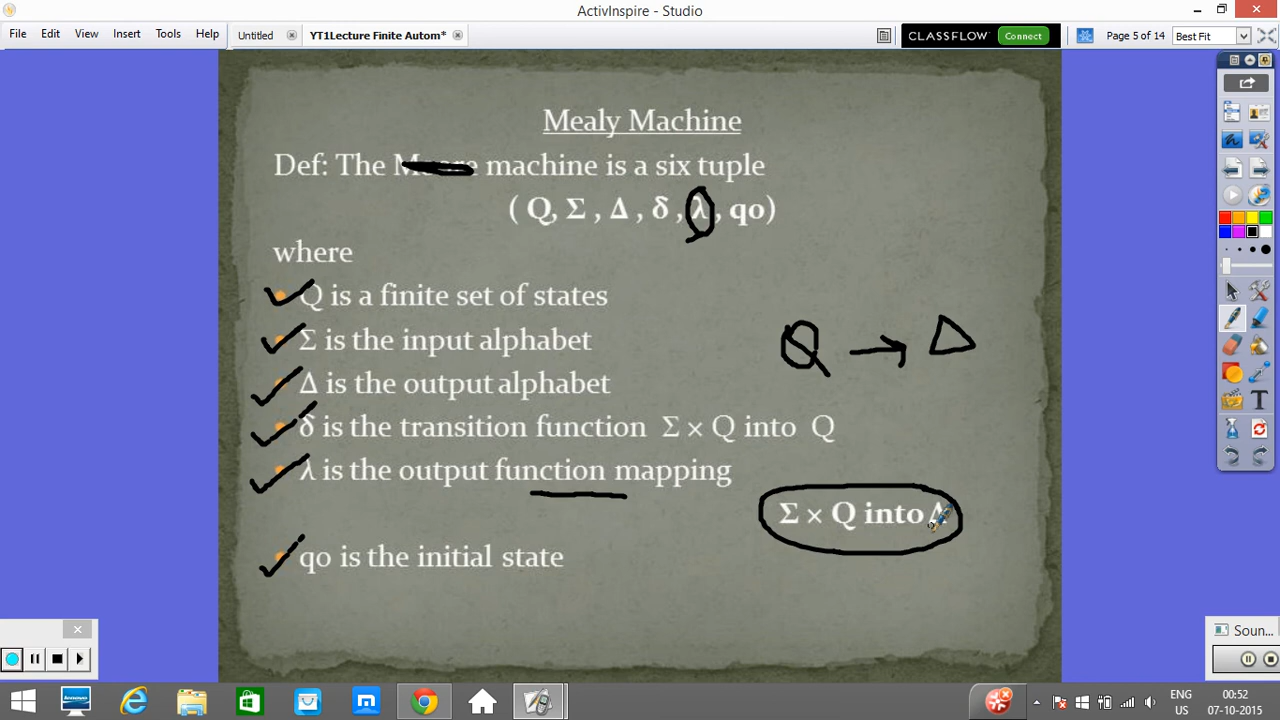 ActivInspire - Studio
File Edit View Insert Tools Help Untitled YT1Lecture Finite Autom* CLASSFLOW Connect Page 5 of 14 Best Fit
Mealy Machine
Def: The machine is a six tuple
( Q, Σ , Δ , δ , λ , qo)
where
Q is a finite set of states
Σ is the input alphabet
Q → Δ
Δ is the output alphabet
δ is the transition function Σ × Q into Q
λ is the output function mapping
Σ × Q into Δ
qo is the initial state
Soun...
ENG 00:52
US 07-10-2015